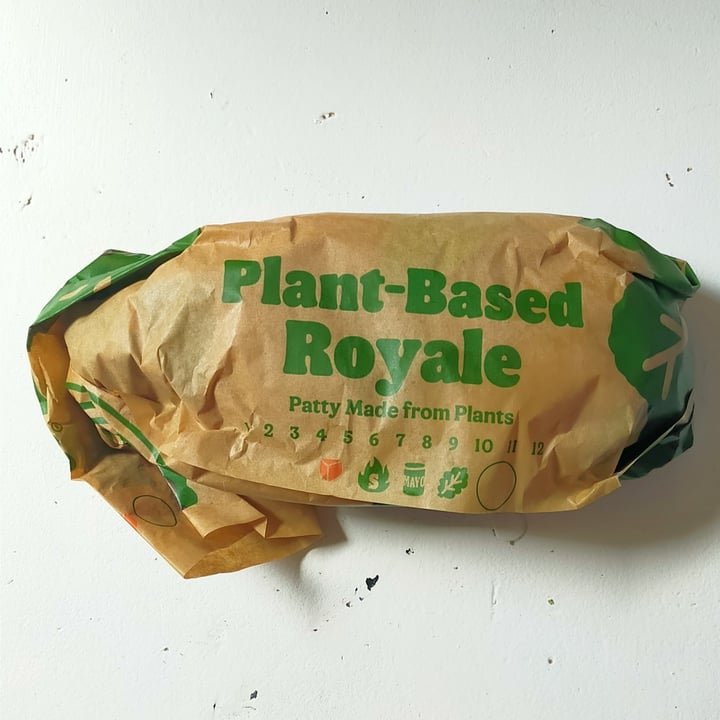 Plant-Based
Royale
Patty Made from Plants
1 2 3 4 5 6 7 8 9 10 11 12
S MAYO